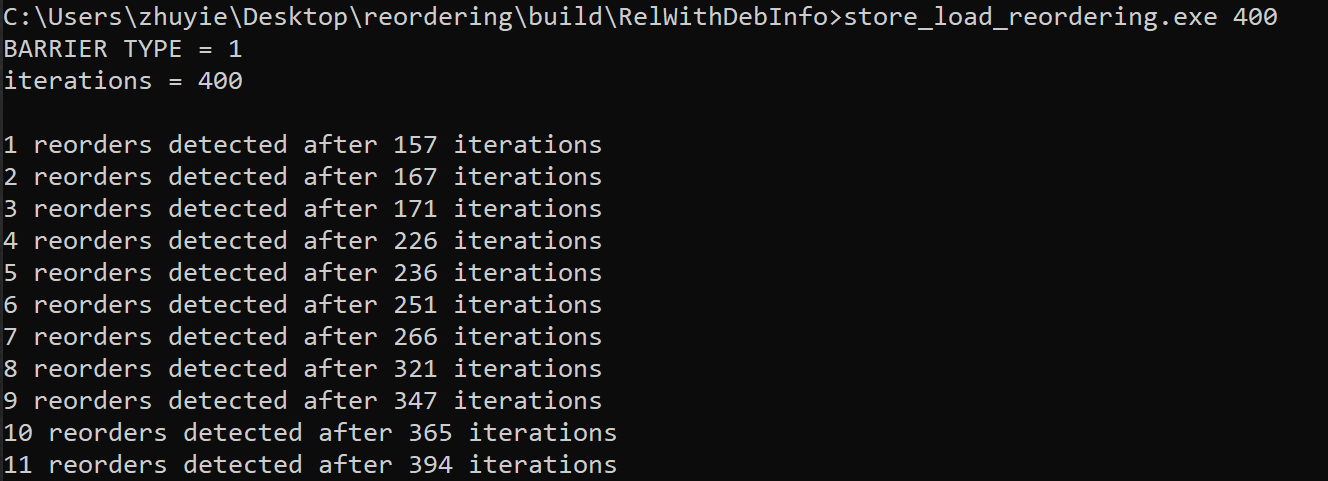 C:\Users\zhuyie\Desktop\reordering\build\RelWithDebInfo>store_load_reordering.exe 400
BARRIER TYPE = 1
iterations = 400
1 reorders detected after 157 iterations
2 reorders detected after 167 iterations
3 reorders detected after 171 iterations
4 reorders detected after 226 iterations
5 reorders detected after 236 iterations
6 reorders detected after 251 iterations
7 reorders detected after 266 iterations
8 reorders detected after 321 iterations
9 reorders detected after 347 iterations
10 reorders detected after 365 iterations
11 reorders detected after 394 iterations